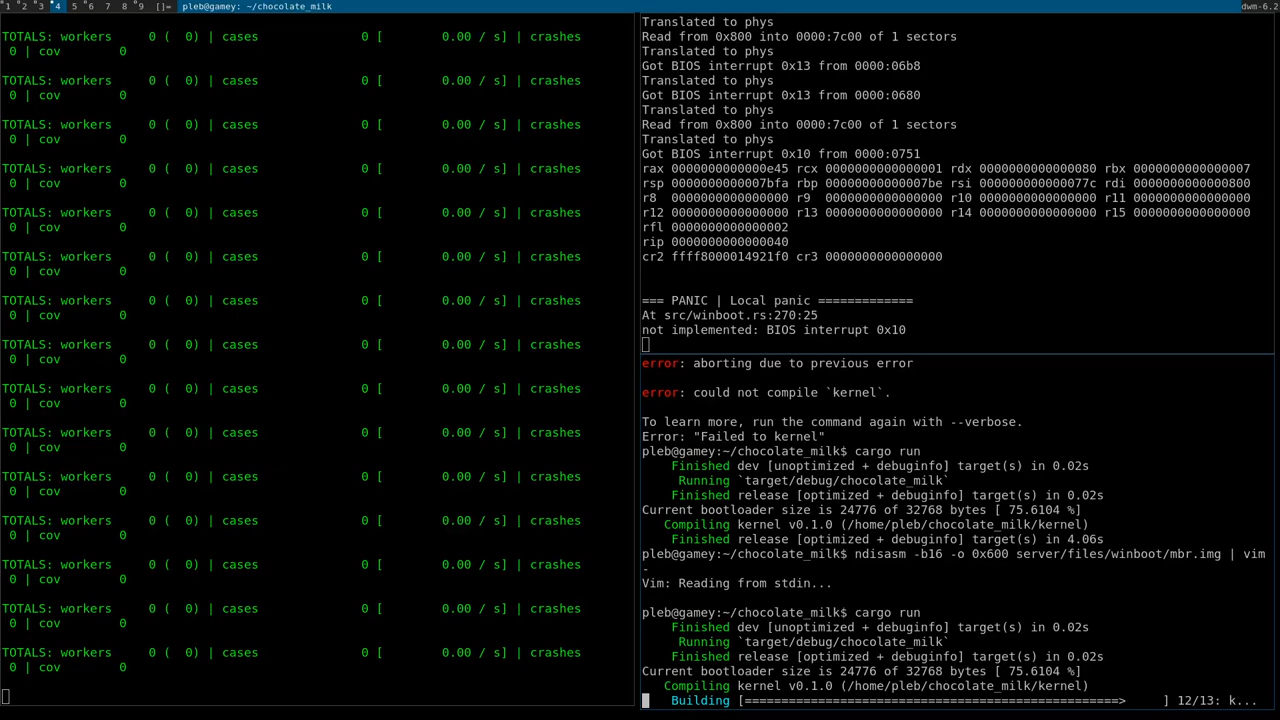 1 2 3 4 5 6 7 8 9 []= pleb@gamey: ~/chocolate_milk dwm-6.2
TOTALS: workers     0 (  0) | cases              0 [        0.00 / s] | crashes
 0 | cov         0
TOTALS: workers     0 (  0) | cases              0 [        0.00 / s] | crashes
 0 | cov         0
TOTALS: workers     0 (  0) | cases              0 [        0.00 / s] | crashes
 0 | cov         0
TOTALS: workers     0 (  0) | cases              0 [        0.00 / s] | crashes
 0 | cov         0
TOTALS: workers     0 (  0) | cases              0 [        0.00 / s] | crashes
 0 | cov         0
TOTALS: workers     0 (  0) | cases              0 [        0.00 / s] | crashes
 0 | cov         0
TOTALS: workers     0 (  0) | cases              0 [        0.00 / s] | crashes
 0 | cov         0
TOTALS: workers     0 (  0) | cases              0 [        0.00 / s] | crashes
 0 | cov         0
TOTALS: workers     0 (  0) | cases              0 [        0.00 / s] | crashes
 0 | cov         0
TOTALS: workers     0 (  0) | cases              0 [        0.00 / s] | crashes
 0 | cov         0
TOTALS: workers     0 (  0) | cases              0 [        0.00 / s] | crashes
 0 | cov         0
TOTALS: workers     0 (  0) | cases              0 [        0.00 / s] | crashes
 0 | cov         0
TOTALS: workers     0 (  0) | cases              0 [        0.00 / s] | crashes
 0 | cov         0
TOTALS: workers     0 (  0) | cases              0 [        0.00 / s] | crashes
 0 | cov         0
TOTALS: workers     0 (  0) | cases              0 [        0.00 / s] | crashes
 0 | cov         0
Translated to phys
Read from 0x800 into 0000:7c00 of 1 sectors
Translated to phys
Got BIOS interrupt 0x13 from 0000:06b8
Translated to phys
Got BIOS interrupt 0x13 from 0000:0680
Translated to phys
Read from 0x800 into 0000:7c00 of 1 sectors
Translated to phys
Got BIOS interrupt 0x10 from 0000:0751
rax 0000000000000e45 rcx 0000000000000001 rdx 0000000000000080 rbx 0000000000000007
rsp 0000000000007bfa rbp 00000000000007be rsi 000000000000077c rdi 0000000000000800
r8  0000000000000000 r9  0000000000000000 r10 0000000000000000 r11 0000000000000000
r12 0000000000000000 r13 0000000000000000 r14 0000000000000000 r15 0000000000000000
rfl 0000000000000002
rip 0000000000000040
cr2 ffff8000014921f0 cr3 0000000000000000
=== PANIC | Local panic =============
At src/winboot.rs:270:25
not implemented: BIOS interrupt 0x10
error: aborting due to previous error
error: could not compile `kernel`.
To learn more, run the command again with --verbose.
Error: "Failed to kernel"
pleb@gamey:~/chocolate_milk$ cargo run
    Finished dev [unoptimized + debuginfo] target(s) in 0.02s
     Running `target/debug/chocolate_milk`
    Finished release [optimized + debuginfo] target(s) in 0.02s
Current bootloader size is 24776 of 32768 bytes [ 75.6104 %]
   Compiling kernel v0.1.0 (/home/pleb/chocolate_milk/kernel)
    Finished release [optimized + debuginfo] target(s) in 4.06s
pleb@gamey:~/chocolate_milk$ ndisasm -b16 -o 0x600 server/files/winboot/mbr.img | vim
-
Vim: Reading from stdin...
pleb@gamey:~/chocolate_milk$ cargo run
    Finished dev [unoptimized + debuginfo] target(s) in 0.02s
     Running `target/debug/chocolate_milk`
    Finished release [optimized + debuginfo] target(s) in 0.02s
Current bootloader size is 24776 of 32768 bytes [ 75.6104 %]
   Compiling kernel v0.1.0 (/home/pleb/chocolate_milk/kernel)
    Building [===================================================>     ] 12/13: k...